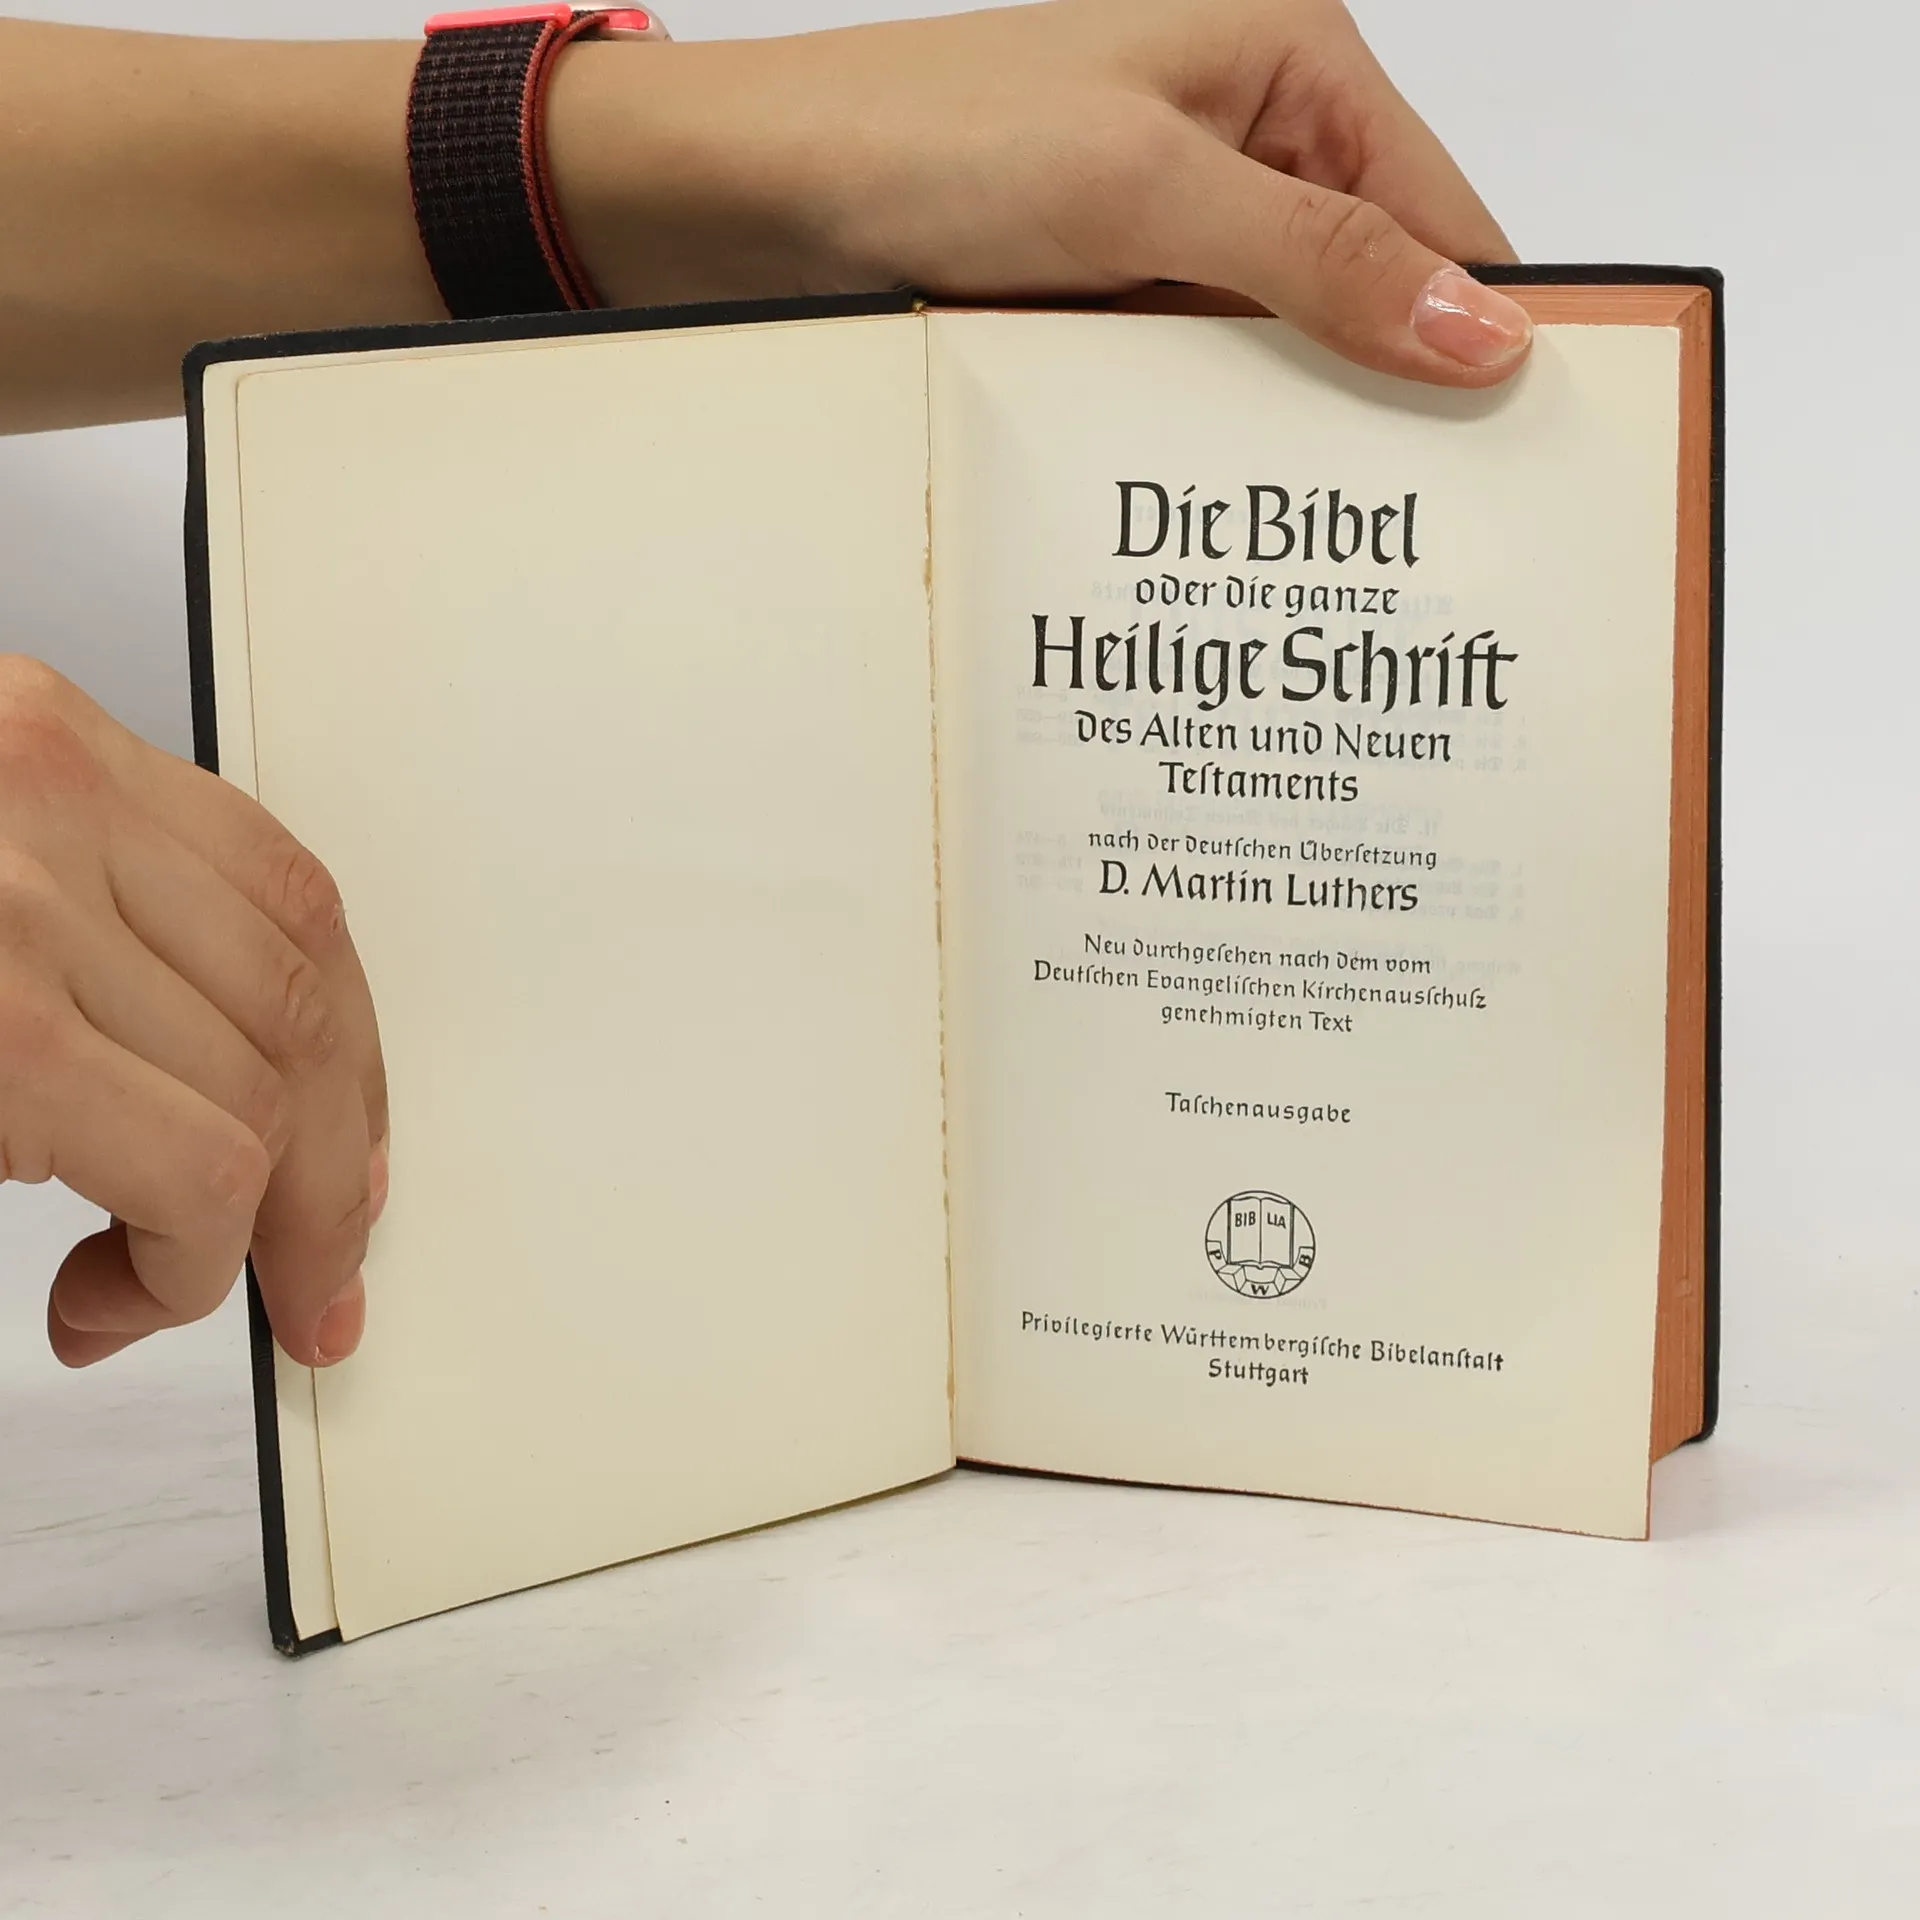 Die Bibel
oder die ganze
Heilige Schrift
des Alten und Neuen
Teſtaments
nach der deutſchen Überſetzung
D. Martin Luthers
Neu durchgeſehen nach dem vom
Deutſchen Evangeliſchen Kirchenausſchuſz
genehmigten Text
Taſchenausgabe
BIB LIA
P W B
Privilegierte Württembergiſche Bibelanſtalt
Stuttgart